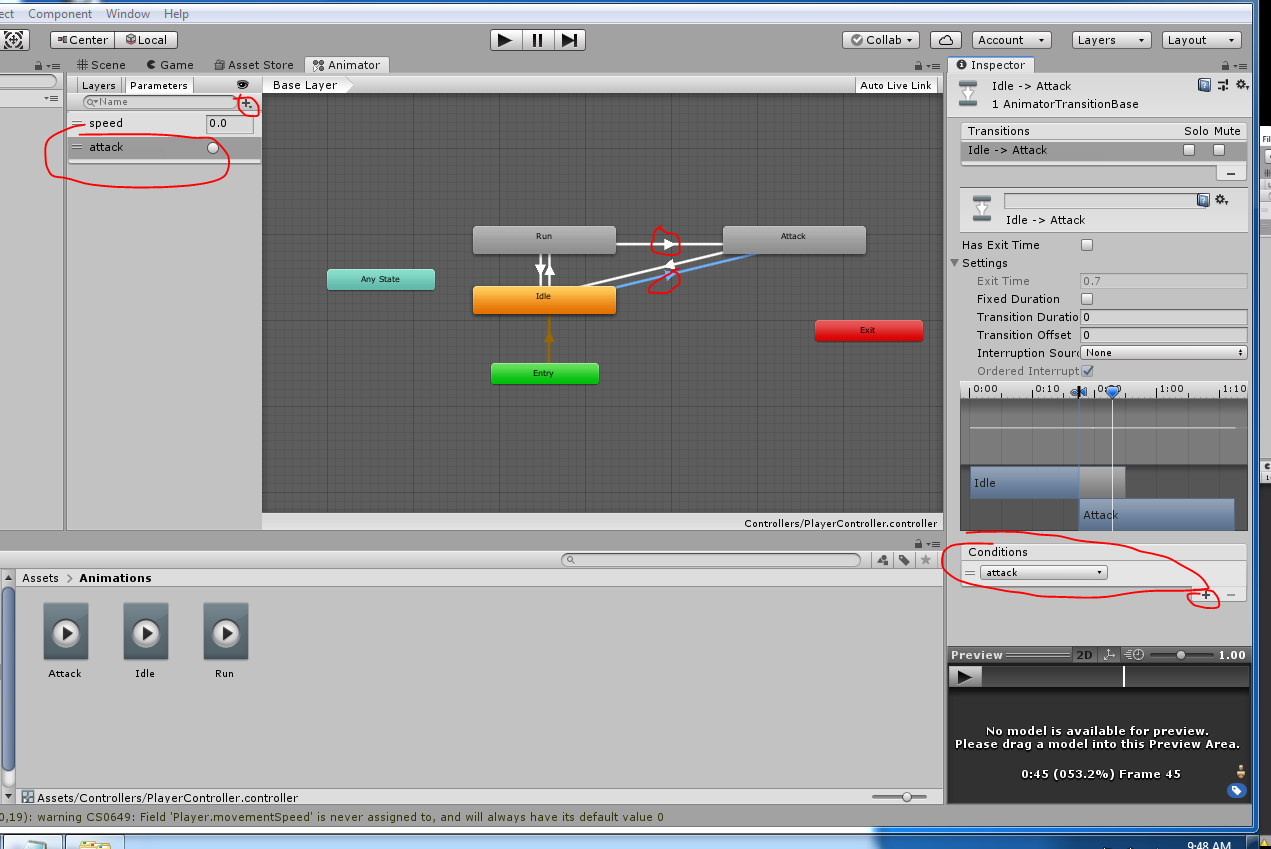 ect Component Window Help
Center Local Collab Account Layers Layout
Scene Game Asset Store Animator Inspector
Layers Parameters Base Layer Auto Live Link
Name
speed 0.0
attack
Run
Attack
Any State
Idle
Exit
Entry
Controllers/PlayerController.controller
Idle -> Attack
1 AnimatorTransitionBase
Transitions Solo Mute
Idle -> Attack
Idle -> Attack
Has Exit Time
Settings
Exit Time 0.7
Fixed Duration
Transition Duratio 0
Transition Offset 0
Interruption Sourc None
Ordered Interrupt
0:00 0:10 1:00 1:10
Idle
Attack
Conditions
attack
Preview 2D 1.00
No model is available for preview.
Please drag a model into this Preview Area.
0:45 (053.2%) Frame 45
Assets > Animations
Attack Idle Run
Assets/Controllers/PlayerController.controller
0,19): warning CS0649: Field 'Player.movementSpeed' is never assigned to, and will always have its default value 0
9:48 AM
Fil